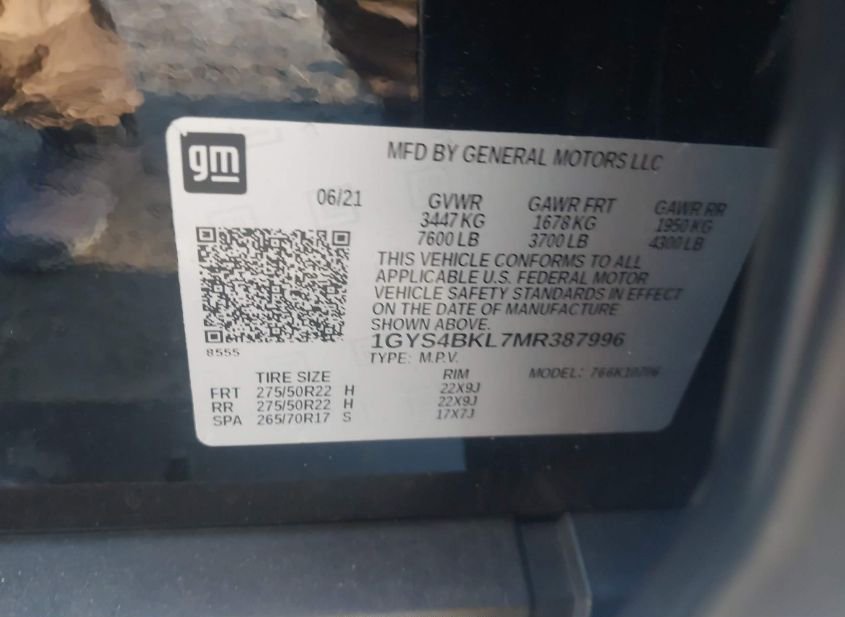 gm
MFD BY GENERAL MOTORS LLC
06/21 GVWR GAWR FRT GAWR RR
3447 KG 1678 KG 1950 KG
7600 LB 3700 LB 4300 LB
THIS VEHICLE CONFORMS TO ALL
APPLICABLE U.S. FEDERAL MOTOR
VEHICLE SAFETY STANDARDS IN EFFECT
ON THE DATE OF MANUFACTURE
SHOWN ABOVE.
1GYS4BKL7MR387996
8555
TYPE: M.P.V.
TIRE SIZE RIM MODEL:
FRT 275/50R22 H 22X9J
RR 275/50R22 H 22X9J
SPA 265/70R17 S 17X7J